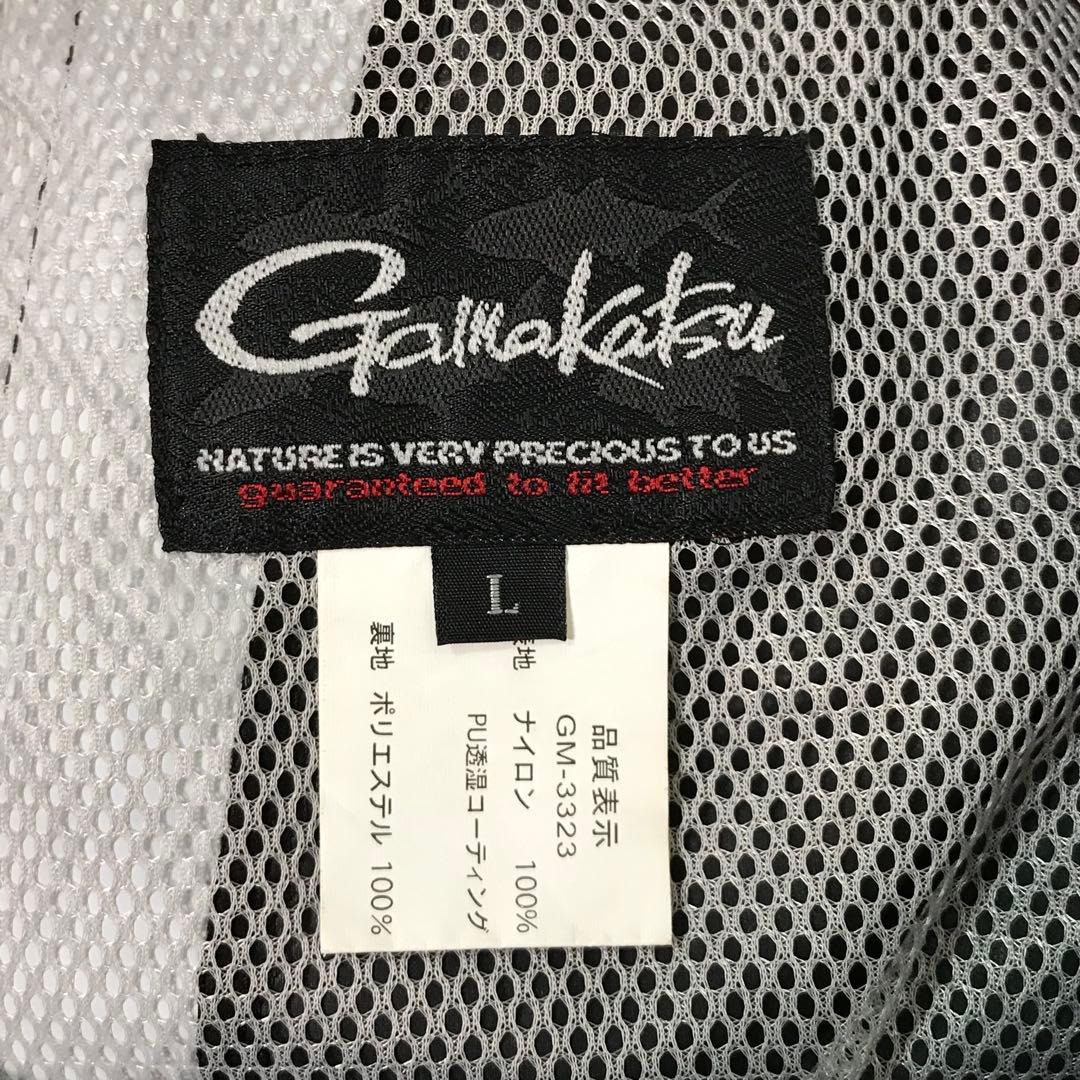 Gamakatsu
NATURE IS VERY PRECIOUS TO US
guaranteed to fit better
L
品質表示
GM-3323
地 ナイロン 100%
PU透湿コーティング
裏地 ポリエステル 100%